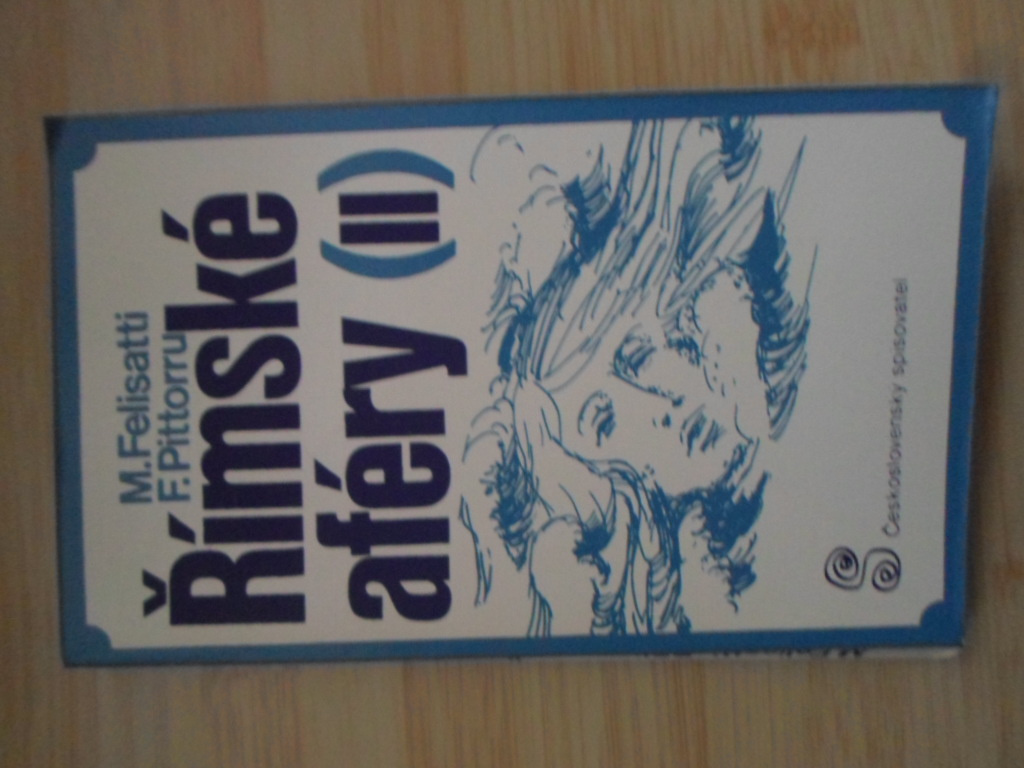 M.Felisatti
F.Pittorru
Římské
aféry (II)
Československý spisovatel